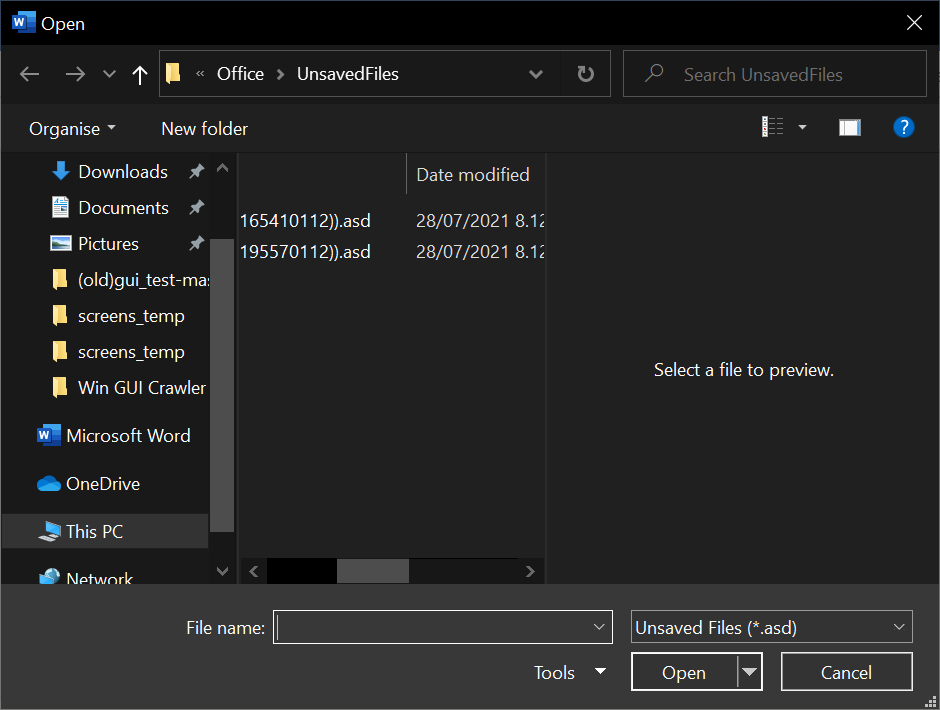 Open
« Office > UnsavedFiles
Search UnsavedFiles
Organise
New folder
?
Downloads
Documents
Pictures
(old)gui_test-mas
screens_temp
screens_temp
Win GUI Crawler
Microsoft Word
OneDrive
This PC
Network
Date modified
165410112)).asd 28/07/2021 8.12
195570112)).asd 28/07/2021 8.12
Select a file to preview.
File name:
Unsaved Files (*.asd)
Tools
Open
Cancel